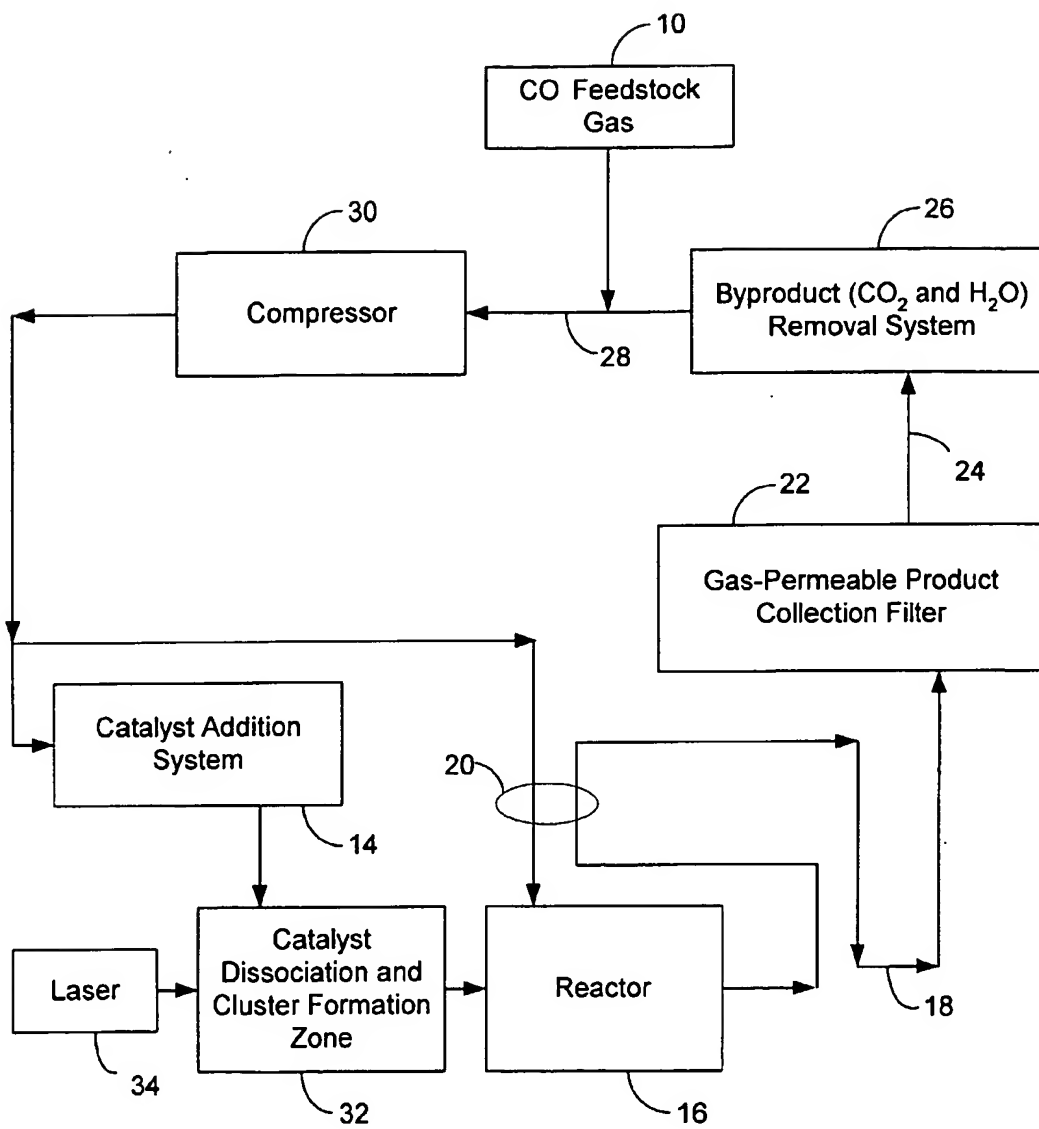 10
CO Feedstock
Gas
30
26
Compressor
Byproduct (CO₂ and H₂O)
Removal System
28
24
22
Gas-Permeable Product
Collection Filter
Catalyst Addition
System
20
14
Catalyst
Dissociation and
Cluster Formation
Zone
Laser
Reactor
18
34
32
16